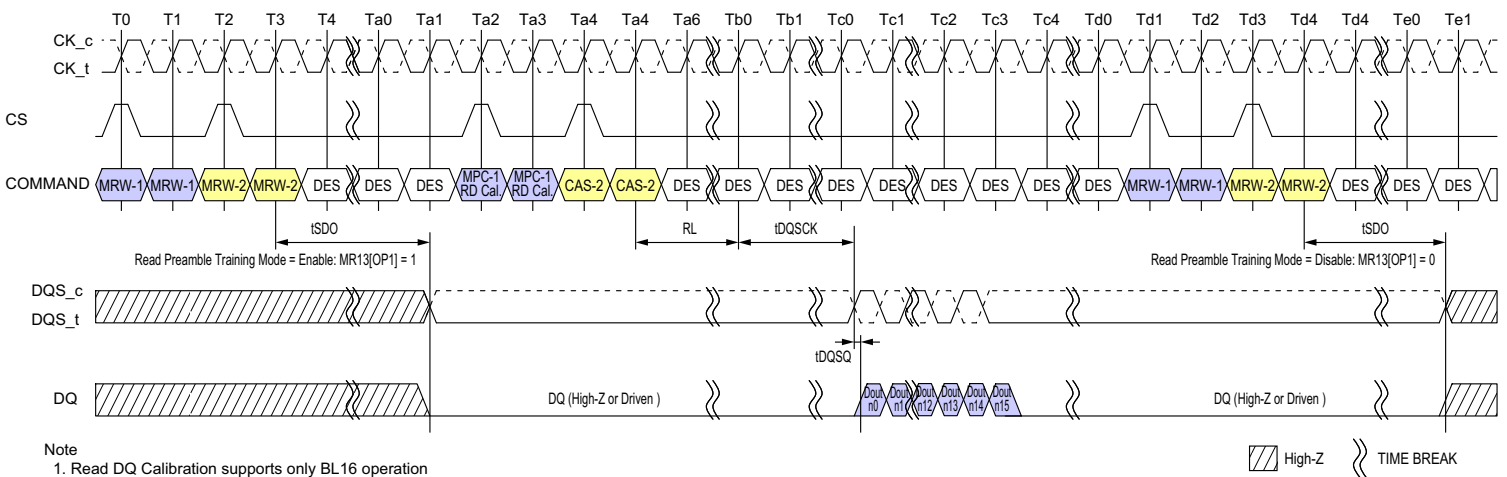 T0 T1 T2 T3 T4 Ta0 Ta1 Ta2 Ta3 Ta4 Ta6 Tb0 Tb1 Tc0 Tc1 Tc2 Tc3 Tc4 Td0 Td1 Td2 Td3 Td4 Td4 Te0 Te1
CK_c
CK_t
CS
COMMAND MRW-1 MRW-1 MRW-2 MRW-2 DES DES DES MPC-1 RD Cal. MPC-1 RD Cal. CAS-2 CAS-2 DES DES DES DES DES DES DES DES DES MRW-1 MRW-1 MRW-2 MRW-2 DES DES DES
tSDO RL tDQSCK tSDO
Read Preamble Training Mode = Enable: MR13[OP1] = 1 Read Preamble Training Mode = Disable: MR13[OP1] = 0
DQS_c
DQS_t
tDQSQ
DQ DQ (High-Z or Driven ) Dout n0 Dout n1 Dout n12 Dout n13 Dout n14 Dout n15 DQ (High-Z or Driven )
Note
1. Read DQ Calibration supports only BL16 operation
High-Z TIME BREAK